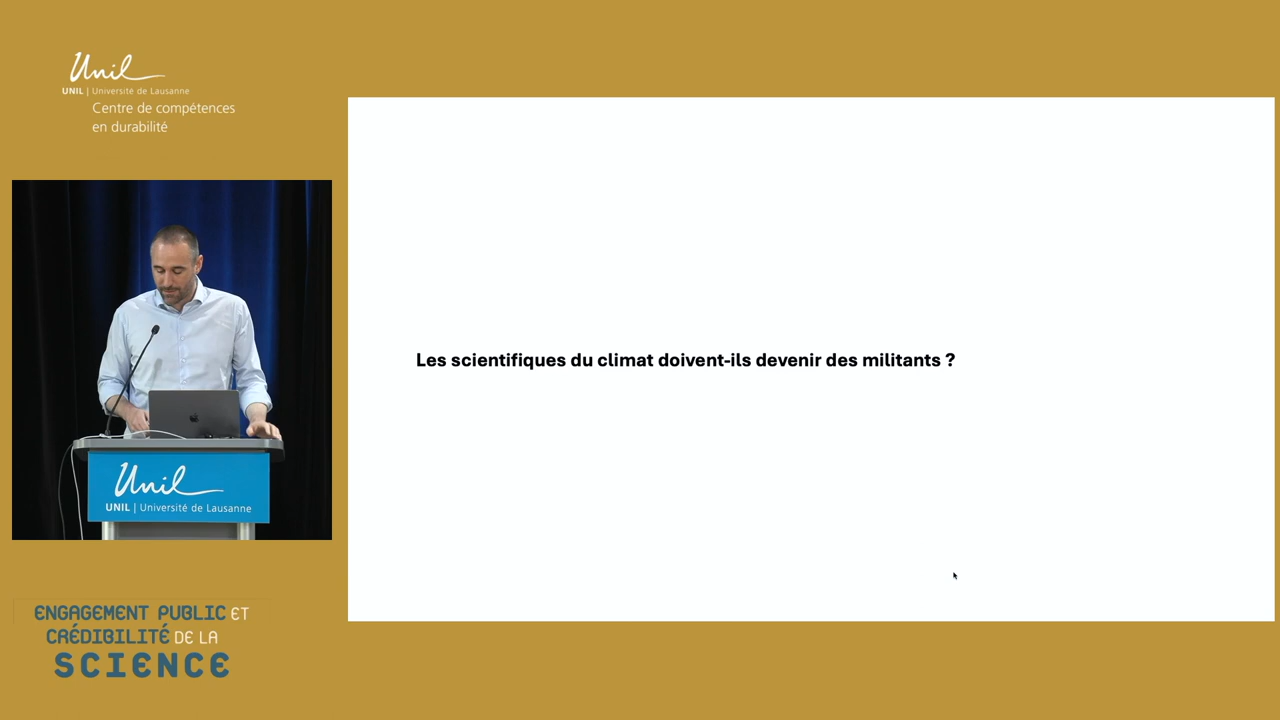 Unil
UNIL | Université de Lausanne
Centre de compétences
en durabilité
Les scientifiques du climat doivent-ils devenir des militants ?
Unil
UNIL | Université de Lausanne
ENGAGEMENT PUBLIC ET
CRÉDIBILITÉ DE LA
SCIENCE